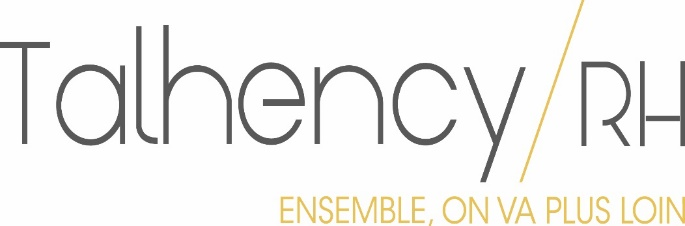 Talhency/RH
ENSEMBLE, ON VA PLUS LOIN